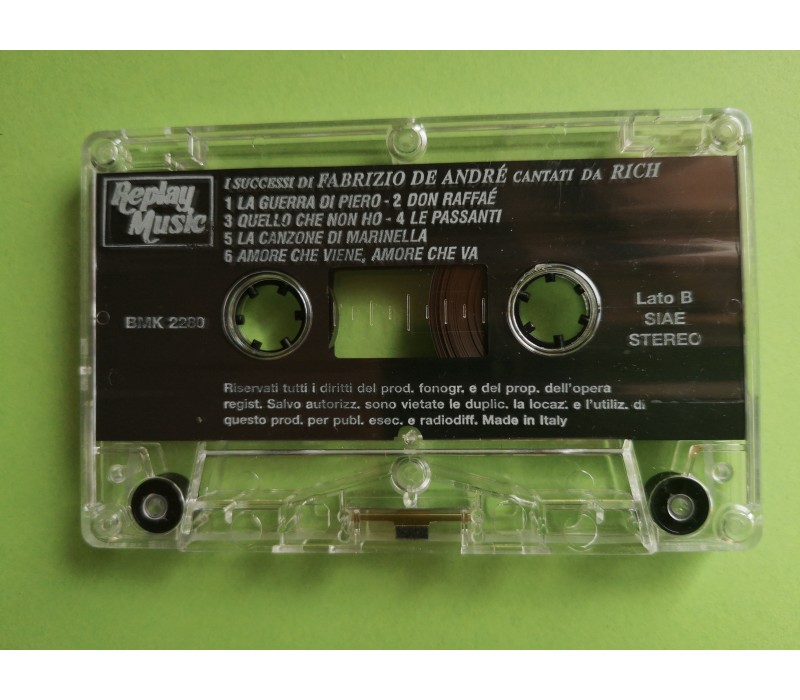 Replay
Music
I SUCCESSI DI FABRIZIO DE ANDRÉ CANTATI DA RICH
1 LA GUERRA DI PIERO - 2 DON RAFFAÉ
3 QUELLO CHE NON HO - 4 LE PASSANTI
5 LA CANZONE DI MARINELLA
6 AMORE CHE VIENE, AMORE CHE VA
BMK 2280
Lato B
SIAE
STEREO
Riservati tutti i diritti del prod. fonogr. e del prop. dell'opera
regist. Salvo autorizz. sono vietate le duplic. la locaz. e l'utiliz. di
questo prod. per publ. esec. e radiodiff. Made in Italy